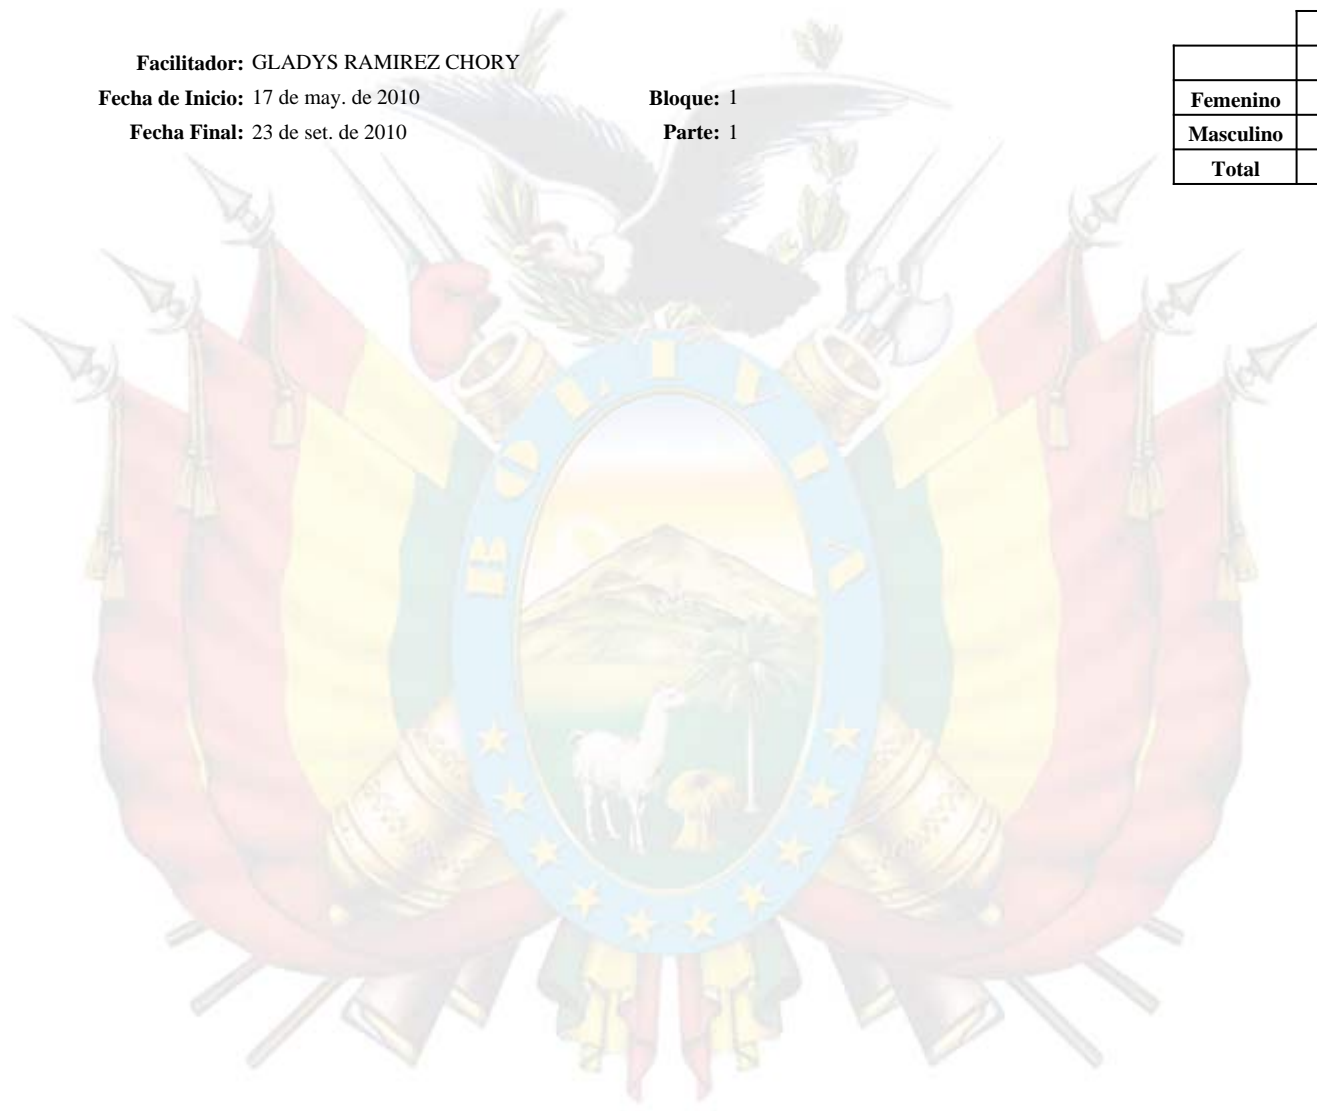 Facilitador: GLADYS RAMIREZ CHORY
Fecha de Inicio: 17 de may. de 2010 Bloque: 1
Fecha Final: 23 de set. de 2010 Parte: 1
Femenino
Masculino
Total
BOLIVIA